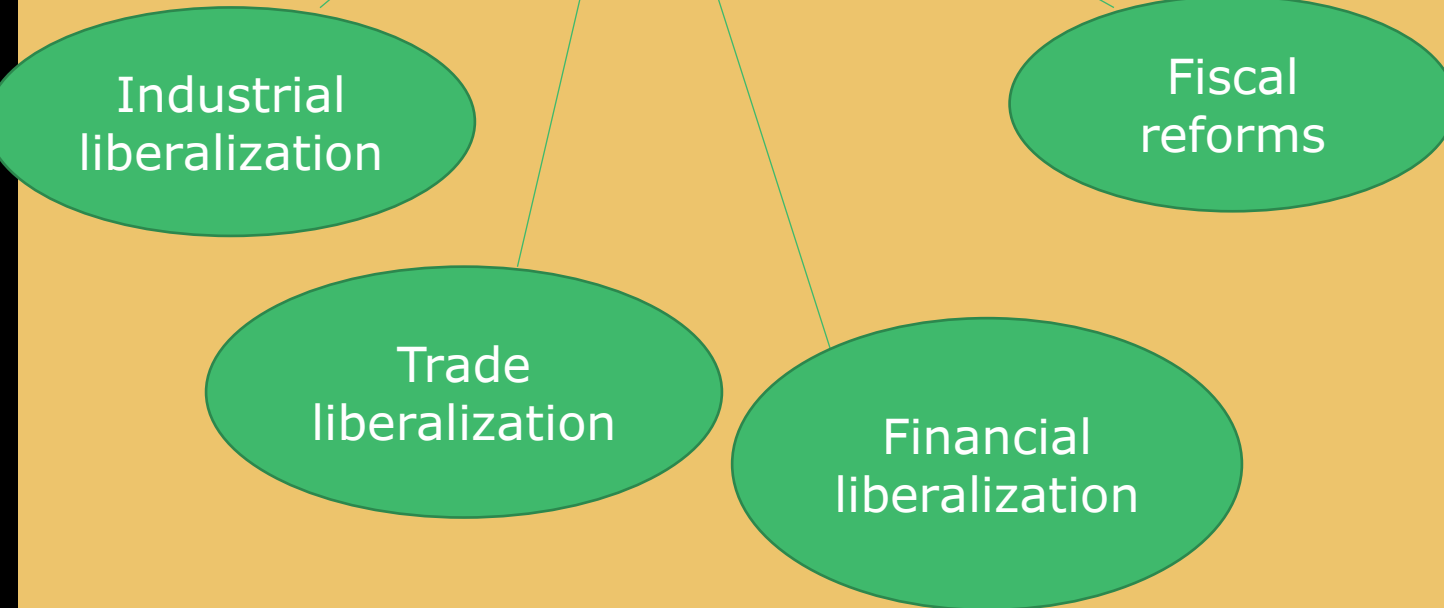 Industrial
liberalization
Fiscal
reforms
Trade
liberalization
Financial
liberalization